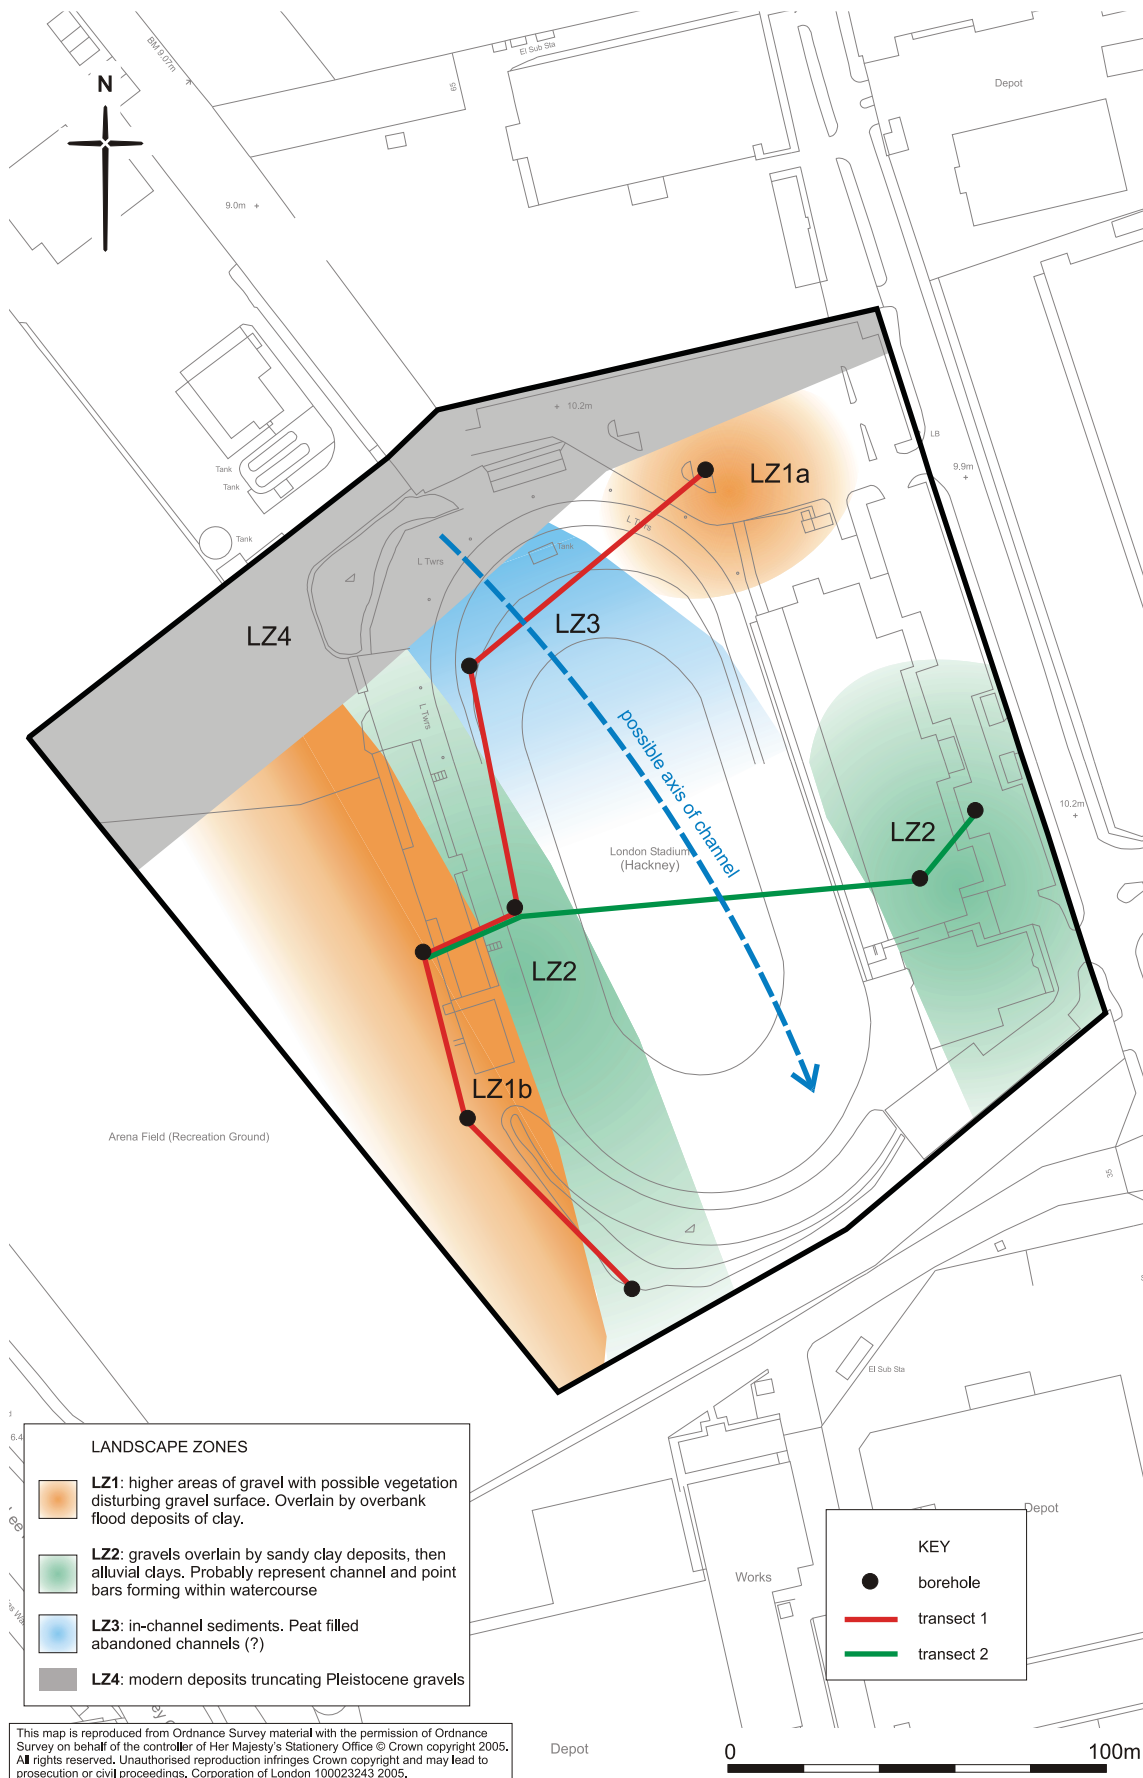 El Sub Sta
BM 9.07m
65
Depot
N
9.0m
10.2m
LB
9.9m
LZ1a
Tank
Tank
L Twrs
Tank
Tank
L Twrs
LZ4
LZ3
L Twrs
possible axis of channel
10.2m
LZ2
London Stadium
(Hackney)
LZ2
LZ1b
Arena Field (Recreation Ground)
35
El Sub Sta
6.4
LANDSCAPE ZONES
LZ1: higher areas of gravel with possible vegetation
disturbing gravel surface. Overlain by overbank
flood deposits of clay.
LZ2: gravels overlain by sandy clay deposits, then
alluvial clays. Probably represent channel and point
bars forming within watercourse
LZ3: in-channel sediments. Peat filled
abandoned channels (?)
LZ4: modern deposits truncating Pleistocene gravels
Depot
KEY
borehole
transect 1
transect 2
Works
This map is reproduced from Ordnance Survey material with the permission of Ordnance
Survey on behalf of the controller of Her Majesty's Stationery Office © Crown copyright 2005.
All rights reserved. Unauthorised reproduction infringes Crown copyright and may lead to
prosecution or civil proceedings. Corporation of London 100023243 2005.
Depot
0 100m